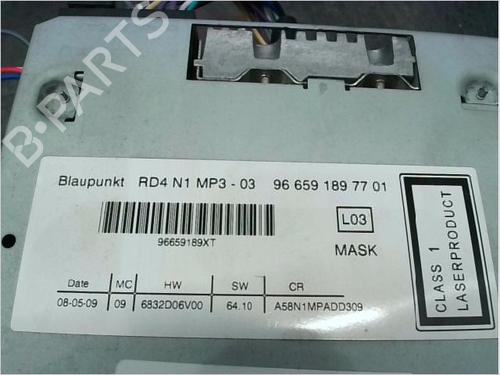 B-PARTS
Blaupunkt RD4 N1 MP3 - 03 96 659 189 77 01
96659189XT
L03
MASK
CLASS 1
LASERPRODUCT
Date MC HW SW CR
08-05-09 09 6832D06V00 64.10 A58N1MPADD309